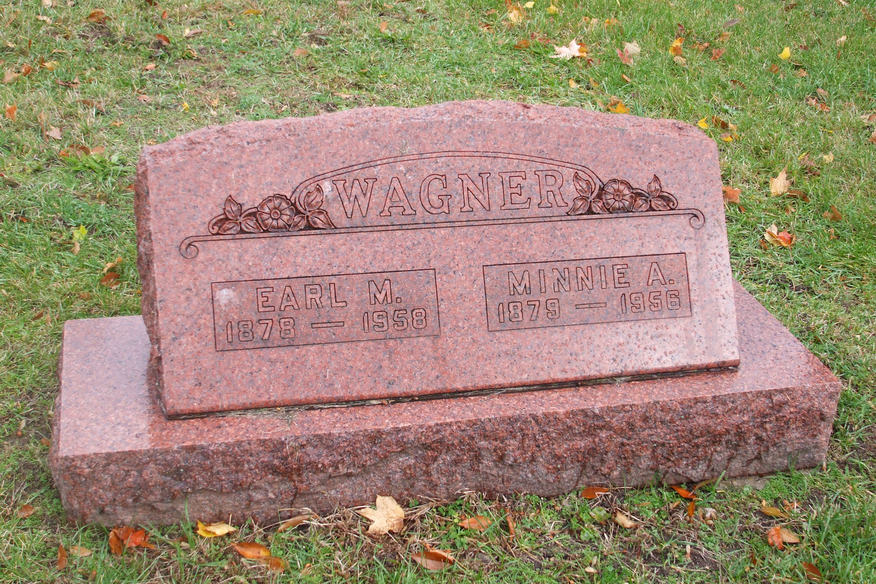 WAGNER
EARL M.
1878 — 1958
MINNIE A.
1879 — 1956